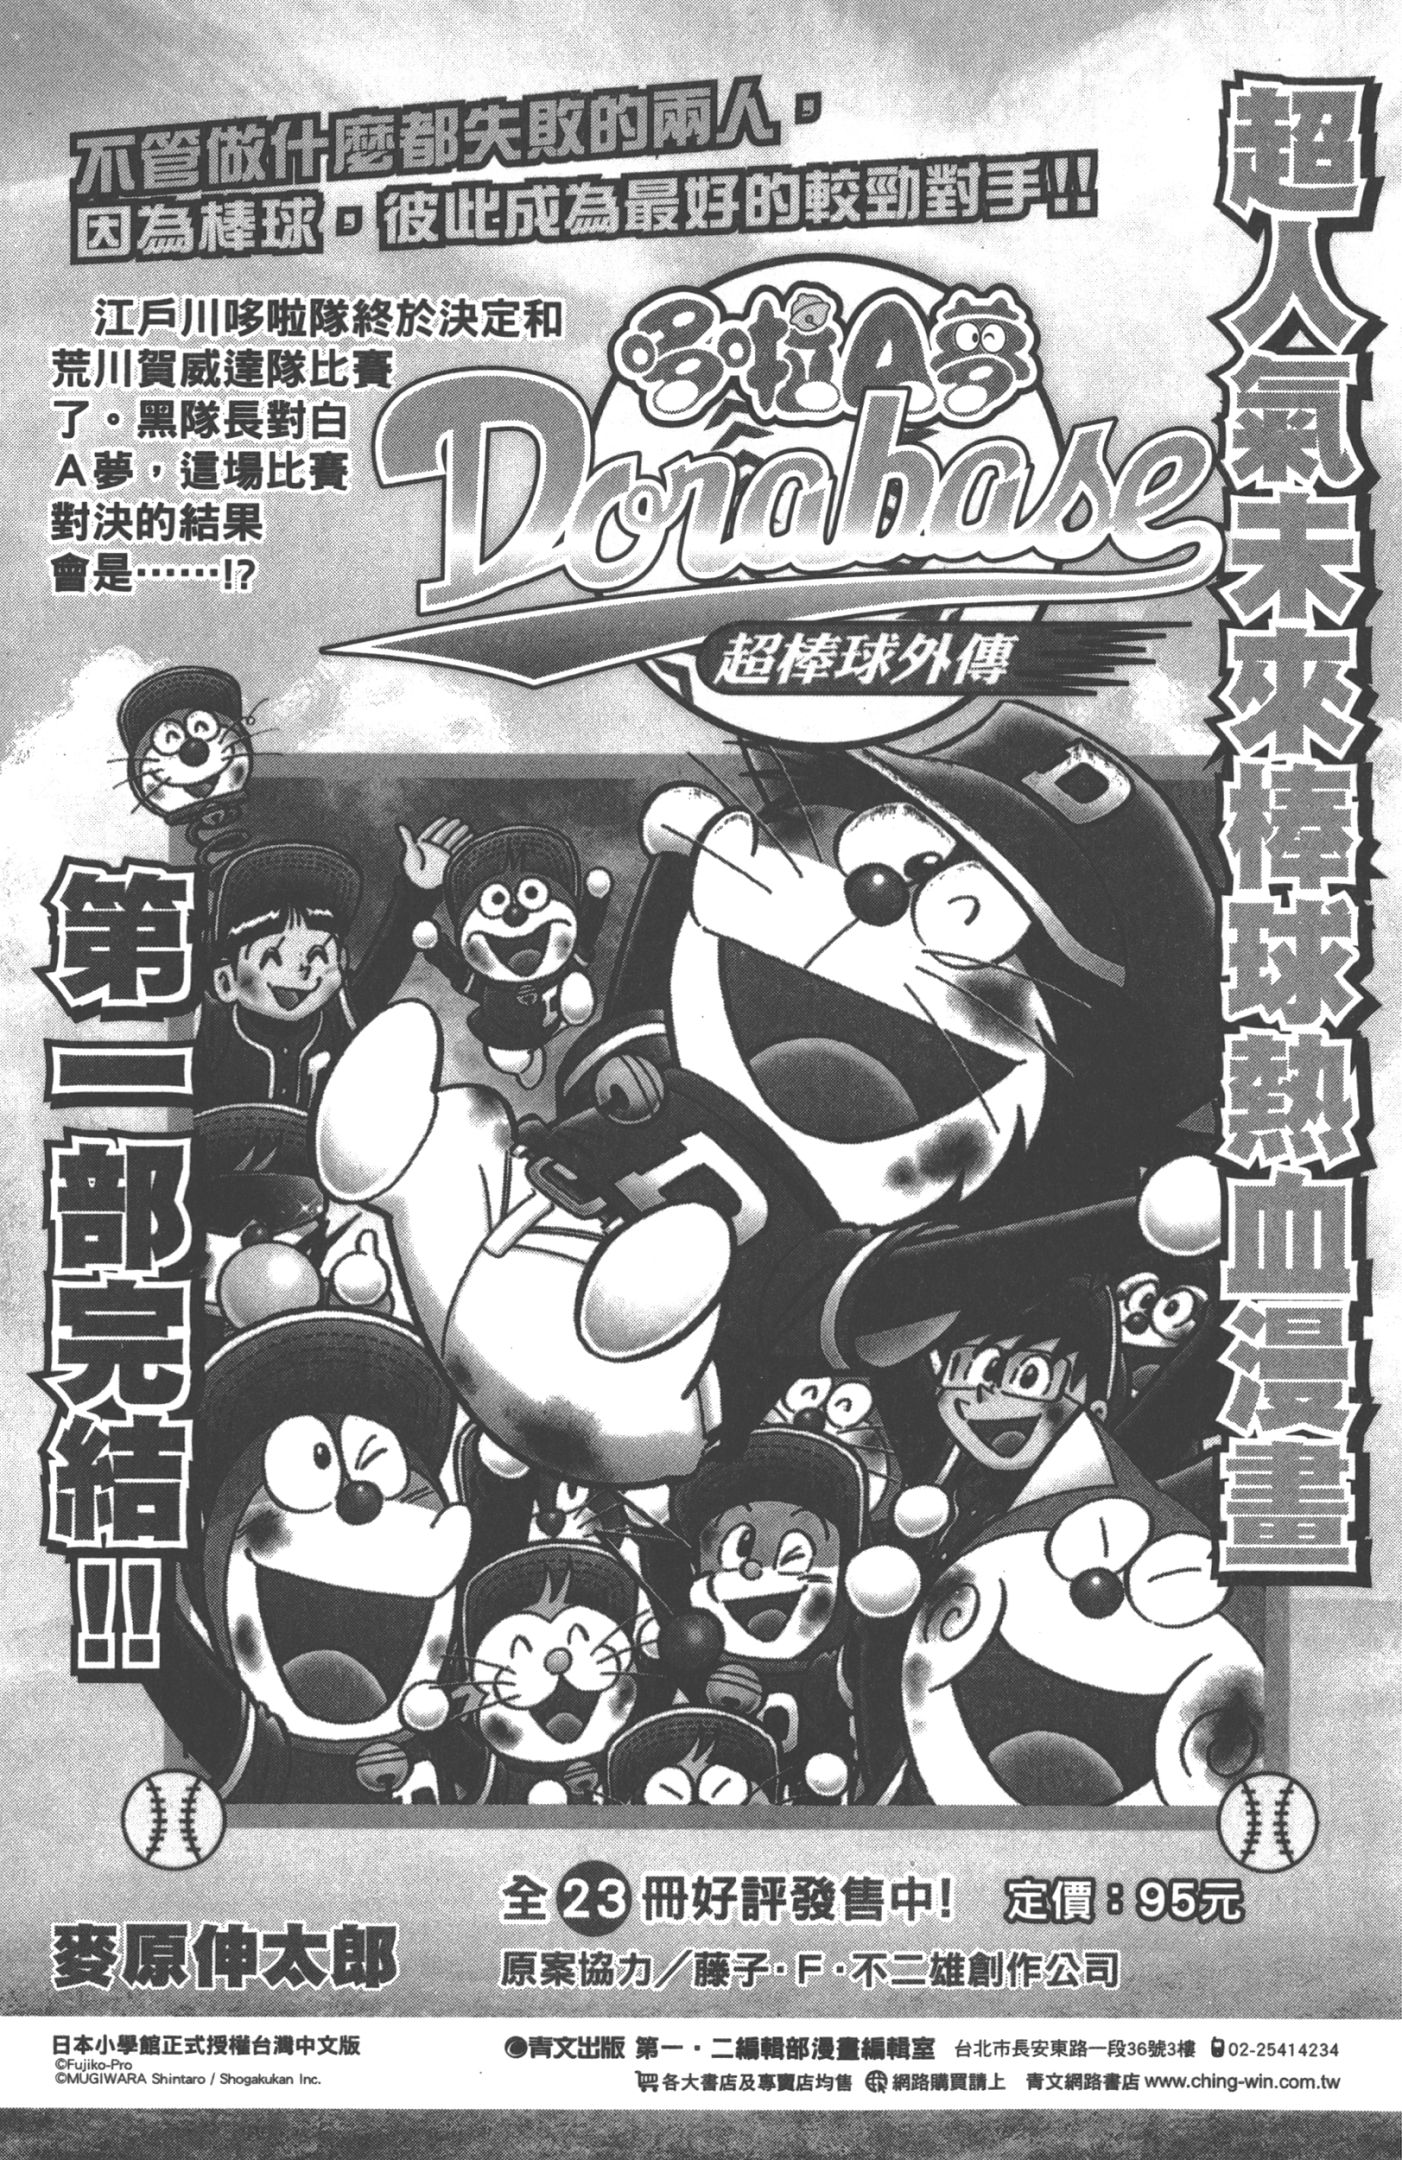 超人氣未來棒球熱血漫畫
不管做什麼都失敗的兩人，
因為棒球，彼此成為最好的較勁對手!!
江戶川哆啦隊終於決定和
荒川賀威達隊比賽
了。黑隊長對白
A夢，這場比賽
對決的結果
會是……!?
哆啦A夢
Dorabase
超棒球外傳
D
M
第一部完結!!
全23冊好評發售中!
定價：95元
麥原伸太郎
原案協力／藤子·F·不二雄創作公司
日本小學館正式授權台灣中文版
©Fujiko-Pro
©MUGIWARA Shintaro / Shogakukan Inc.
青文出版 第一·二編輯部漫畫編輯室 台北市長安東路一段36號3樓 02-25414234
各大書店及專賣店均售 網路購買請上 青文網路書店 www.ching-win.com.tw